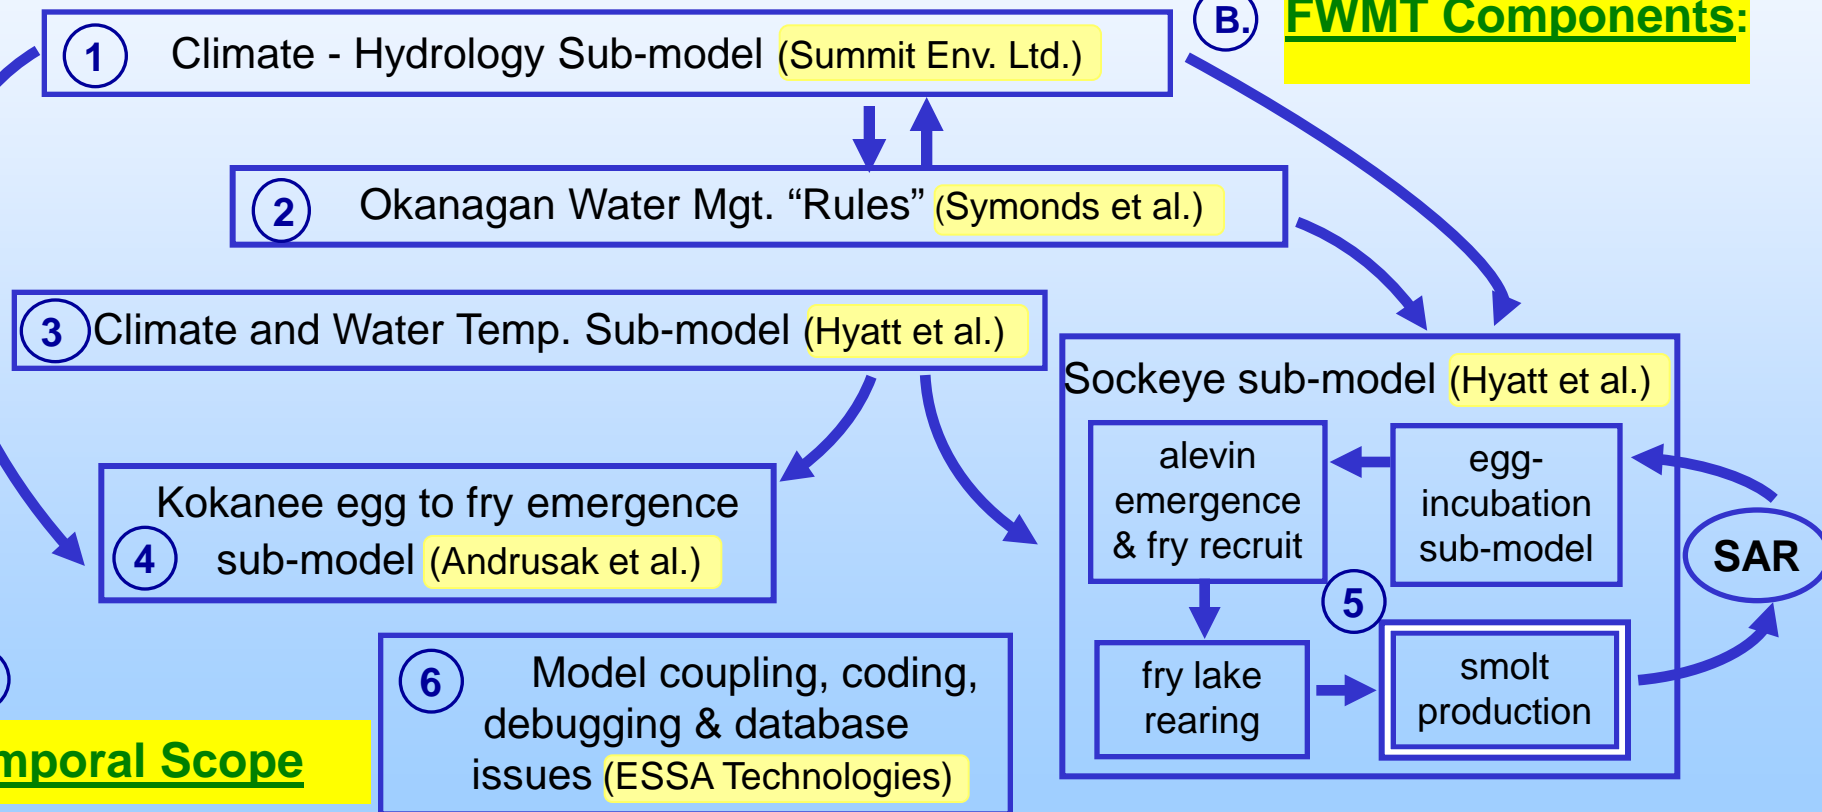 B. FWMT Components:
1 Climate - Hydrology Sub-model (Summit Env. Ltd.)
2 Okanagan Water Mgt. “Rules” (Symonds et al.)
3 Climate and Water Temp. Sub-model (Hyatt et al.)
Kokanee egg to fry emergence
4 sub-model (Andrusak et al.)
Sockeye sub-model (Hyatt et al.)
egg-
incubation
sub-model
alevin
emergence
& fry recruit
5
fry lake
rearing
smolt
production
SAR
6 Model coupling, coding,
debugging & database
issues (ESSA Technologies)
mporal Scope